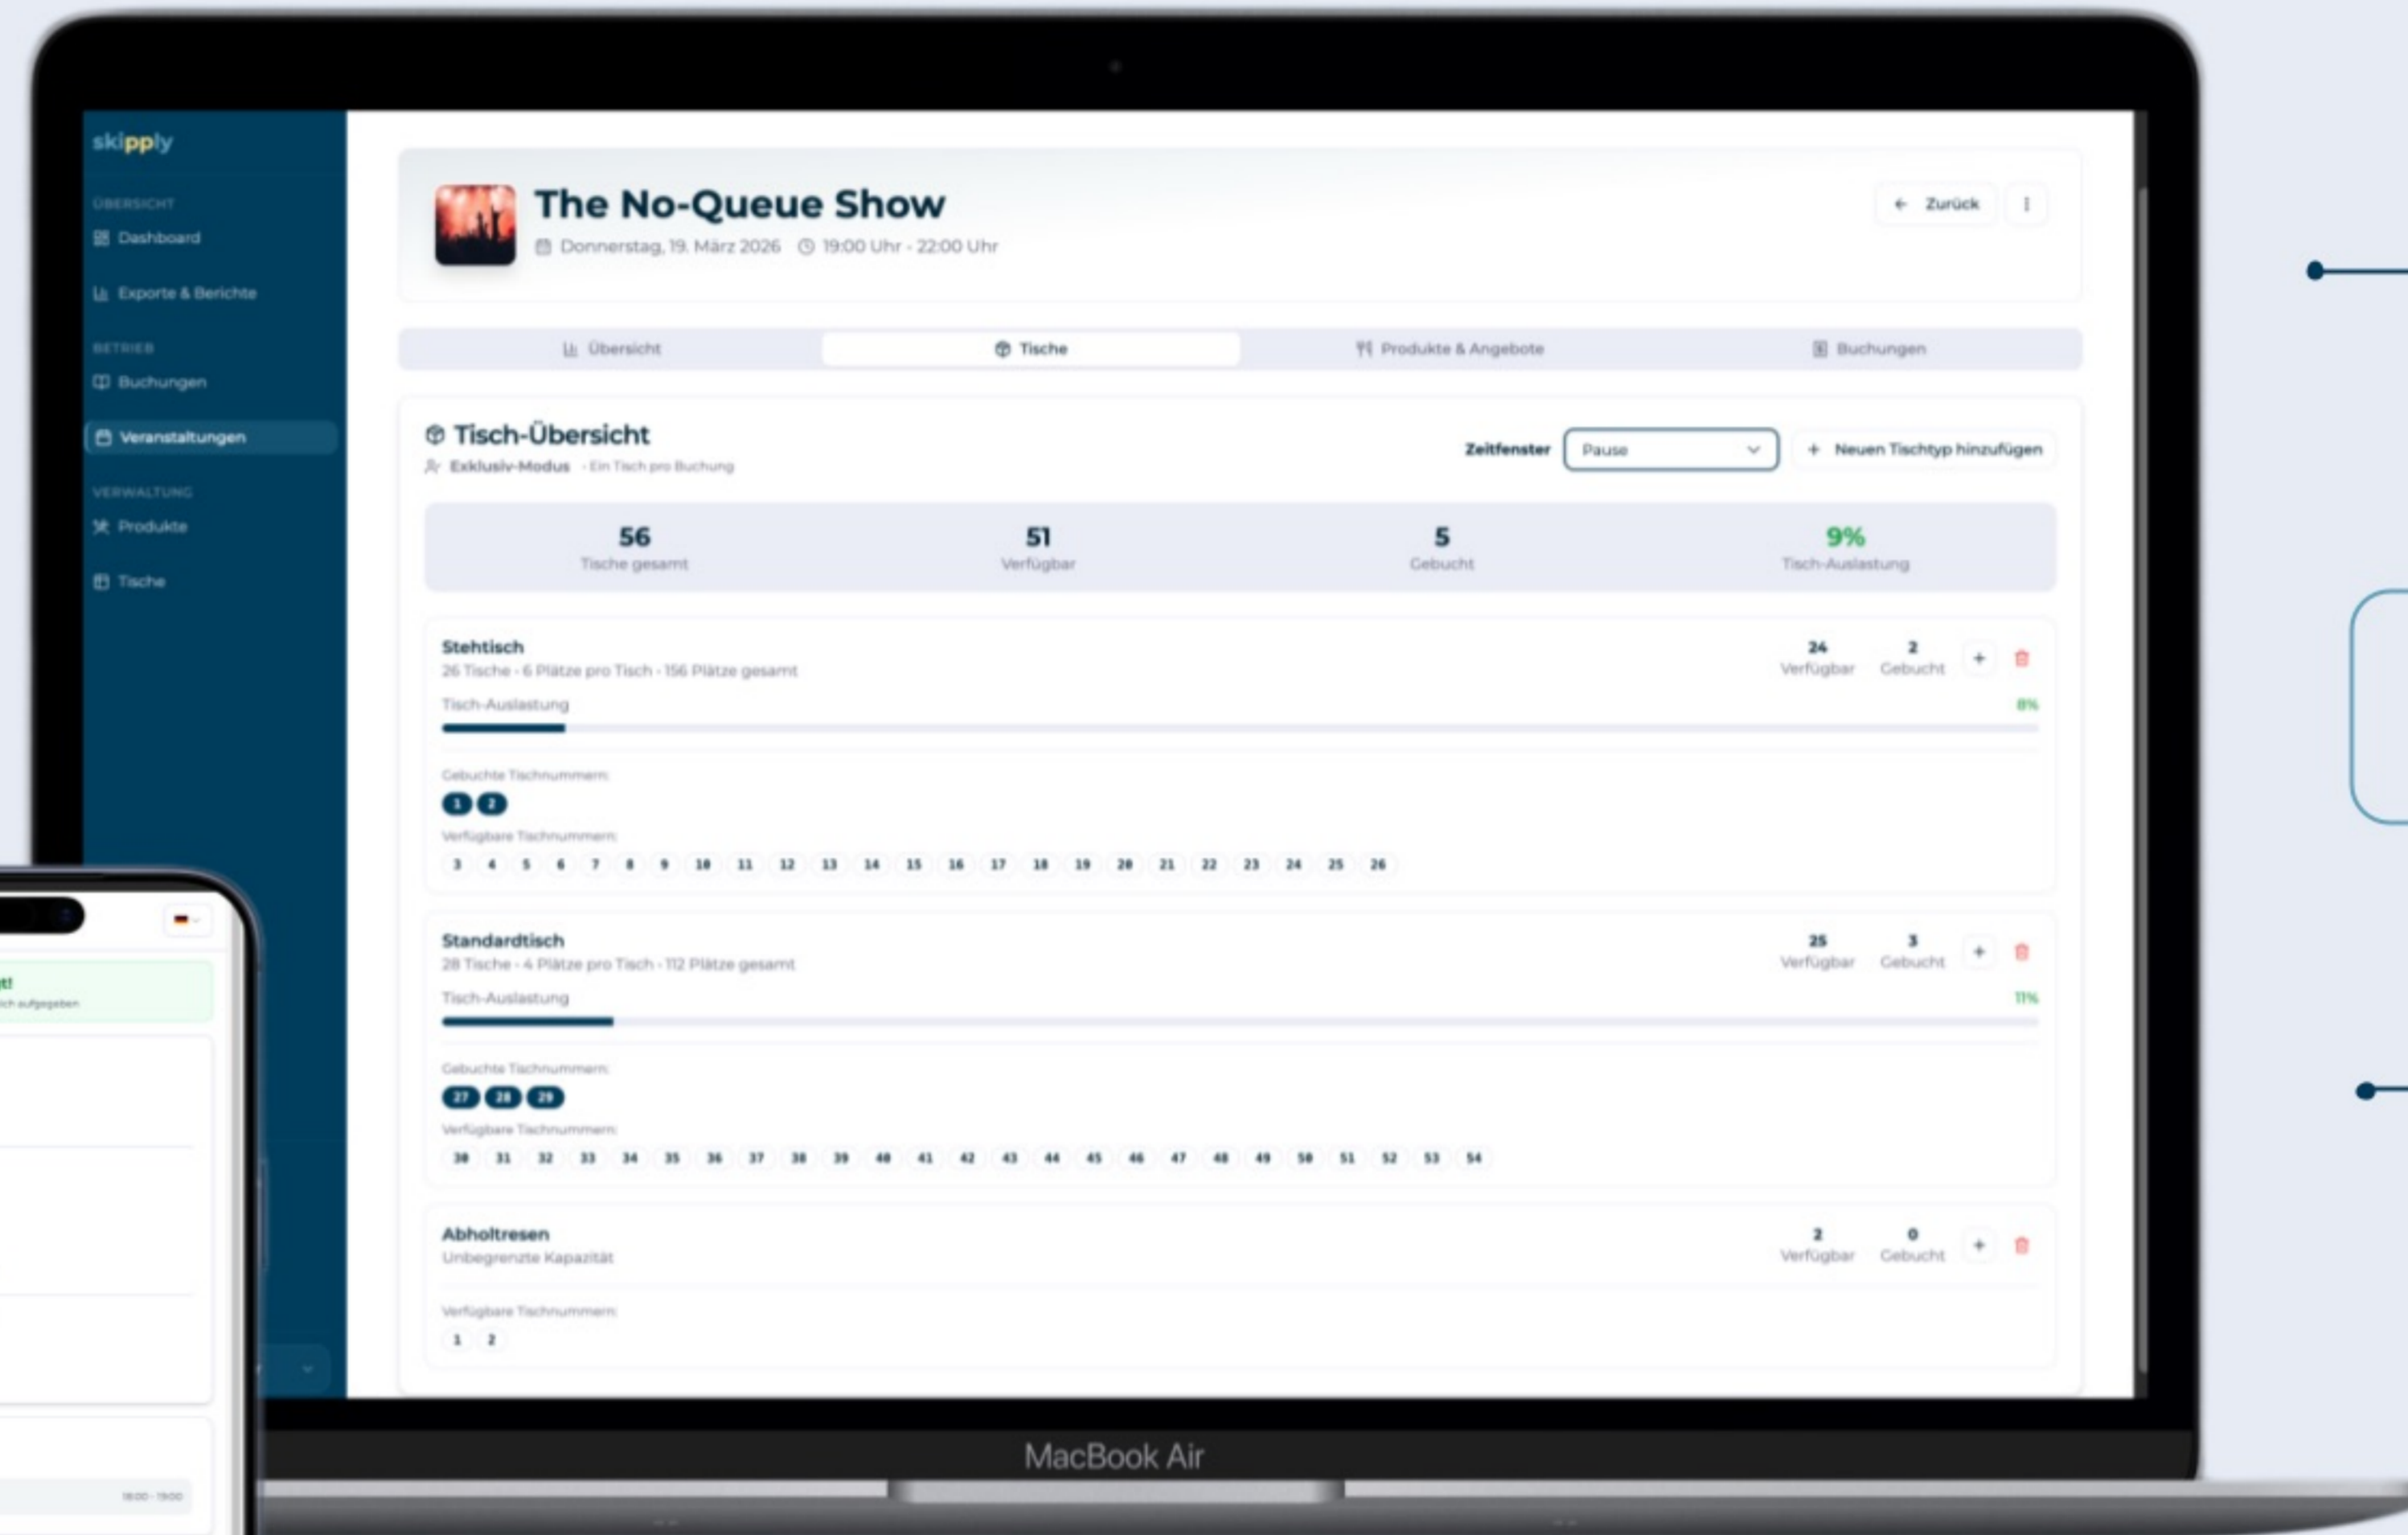 skipply
ÜBERSICHT
Dashboard
Exporte & Berichte
BETRIEB
Buchungen
Veranstaltungen
VERWALTUNG
Produkte
Tische
The No-Queue Show
Donnerstag, 19. März 2026 19:00 Uhr - 22:00 Uhr
← Zurück
Übersicht
Tische
Produkte & Angebote
Buchungen
Tisch-Übersicht
Exklusiv-Modus - Ein Tisch pro Buchung
Zeitfenster Pause + Neuen Tischtyp hinzufügen
56 51 5 9%
Tische gesamt Verfügbar Gebucht Tisch-Auslastung
Stehtisch
26 Tische • 6 Plätze pro Tisch • 156 Plätze gesamt
24 2
Verfügbar Gebucht
Tisch-Auslastung 8%
Gebuchte Tischnummern:
1 2
Verfügbare Tischnummern:
3 4 5 6 7 8 9 10 11 12 13 14 15 16 17 18 19 20 21 22 23 24 25 26
Standardtisch
28 Tische • 4 Plätze pro Tisch • 112 Plätze gesamt
25 3
Verfügbar Gebucht
Tisch-Auslastung 11%
Gebuchte Tischnummern:
27 28 29
Verfügbare Tischnummern:
30 31 32 33 34 35 36 37 38 39 40 41 42 43 44 45 46 47 48 49 50 51 52 53 54
Abholtresen
Unbegrenzte Kapazität
2 0
Verfügbar Gebucht
Verfügbare Tischnummern:
1 2
MacBook Air
t!
ich aufgegeben
18:00 - 19:00